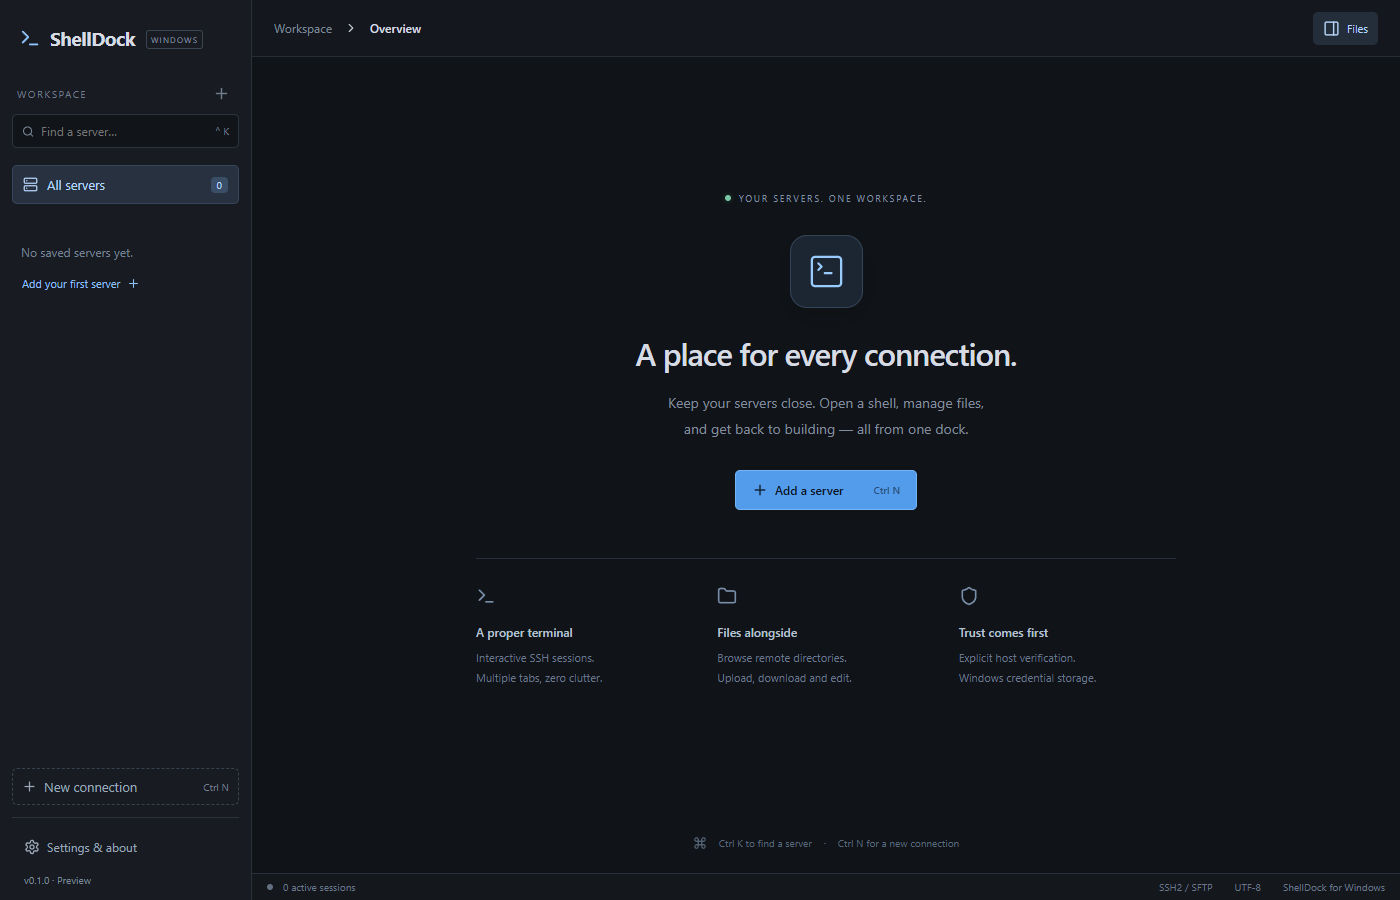 ShellDock WINDOWS
WORKSPACE
Find a server... ^ K
All servers 0
No saved servers yet.
Add your first server
New connection Ctrl N
Settings & about
v0.1.0 · Preview
Workspace > Overview
Files
YOUR SERVERS. ONE WORKSPACE.
A place for every connection.
Keep your servers close. Open a shell, manage files,
and get back to building — all from one dock.
Add a server Ctrl N
A proper terminal
Interactive SSH sessions.
Multiple tabs, zero clutter.
Files alongside
Browse remote directories.
Upload, download and edit.
Trust comes first
Explicit host verification.
Windows credential storage.
⌘ Ctrl K to find a server · Ctrl N for a new connection
0 active sessions
SSH2 / SFTP UTF-8 ShellDock for Windows